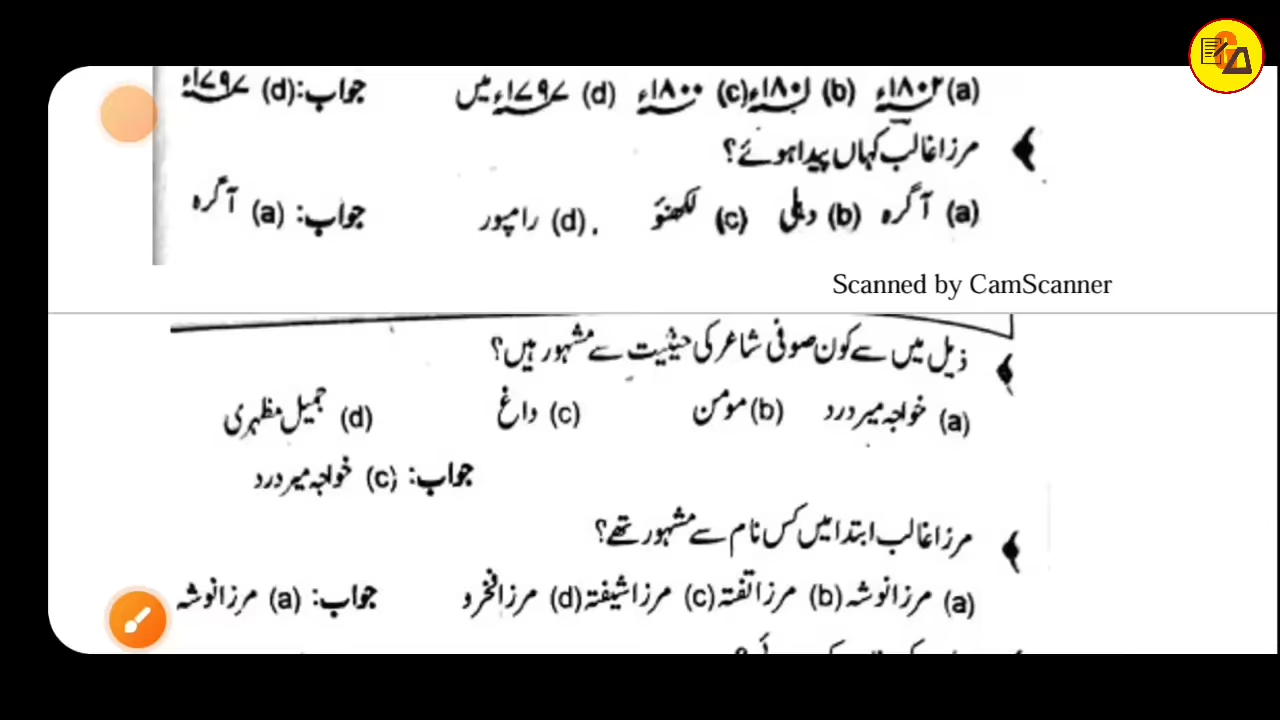 (a) ۱۸۰۲ء (b) ۱۸۰۱ء (c) ۱۸۰۰ء (d) ۱۷۹۷ء میں جواب: (d) ۱۷۹۷ء
مرزا غالب کہاں پیدا ہوئے؟
(a) آگرہ (b) دہلی (c) لکھنؤ (d) رامپور جواب: (a) آگرہ
Scanned by CamScanner
ذیل میں سے کون صوفی شاعر کی حیثیت سے مشہور ہیں؟
(a) خواجہ میر درد (b) مومن (c) داغ (d) جمیل مظہری
جواب: (c) خواجہ میر درد
مرزا غالب ابتدا میں کس نام سے مشہور تھے؟
(a) مرزا نوشہ (b) مرزا تفتہ (c) مرزا شیفتہ (d) مرزا فخرو جواب: (a) مرزا نوشہ